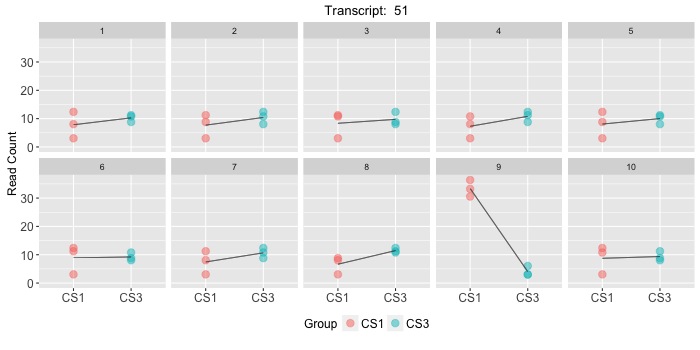 Transcript: 51
1 2 3 4 5
30
20
10
0
Read Count
6 7 8 9 10
30
20
10
0
CS1 CS3 CS1 CS3 CS1 CS3 CS1 CS3 CS1 CS3
Group CS1 CS3